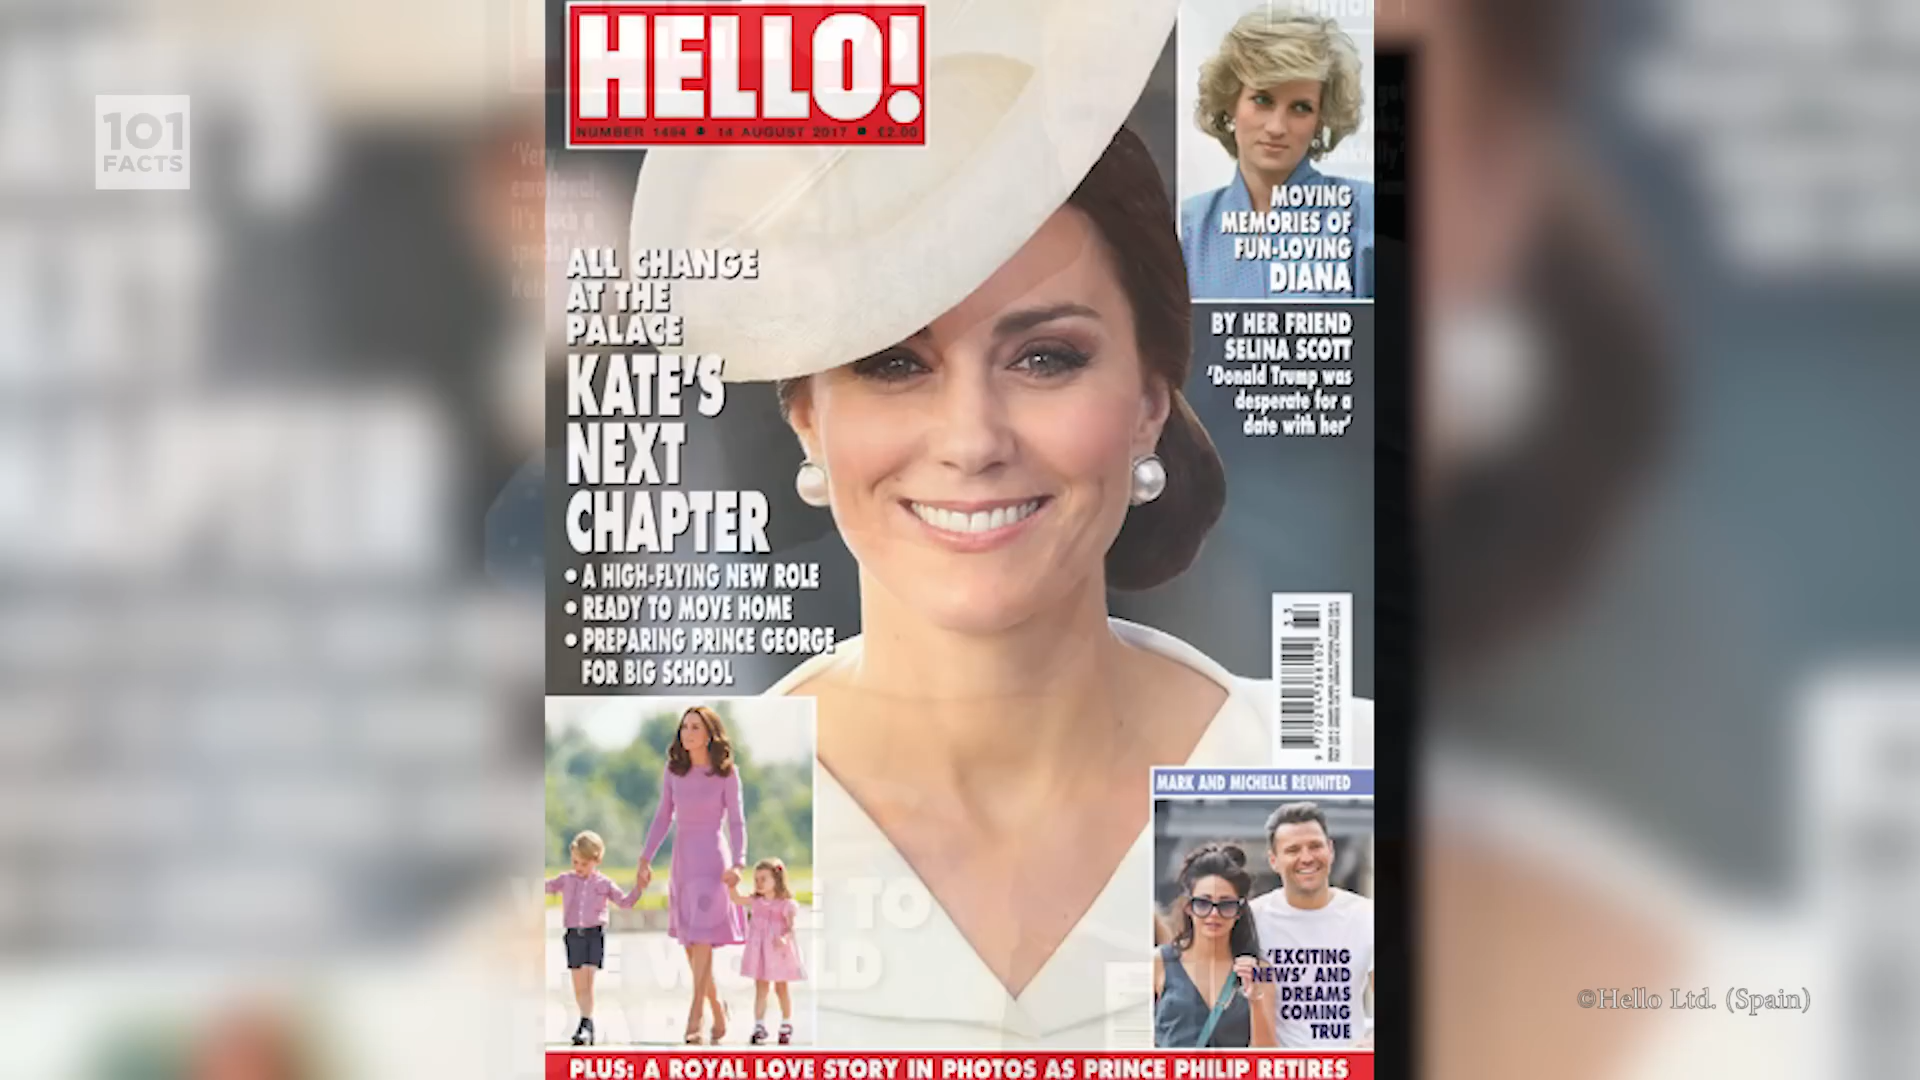 101
FACTS
HELLO!
NUMBER 1494 • 14 AUGUST 2017 • £2.00
ALL CHANGE
AT THE
PALACE
KATE'S
NEXT
CHAPTER
• A HIGH-FLYING NEW ROLE
• READY TO MOVE HOME
• PREPARING PRINCE GEORGE
FOR BIG SCHOOL
MOVING
MEMORIES OF
FUN-LOVING
DIANA
BY HER FRIEND
SELINA SCOTT
'Donald Trump was
desperate for a
date with her'
MARK AND MICHELLE REUNITED
'EXCITING
NEWS' AND
DREAMS
COMING
TRUE
PLUS: A ROYAL LOVE STORY IN PHOTOS AS PRINCE PHILIP RETIRES
©Hello Ltd. (Spain)